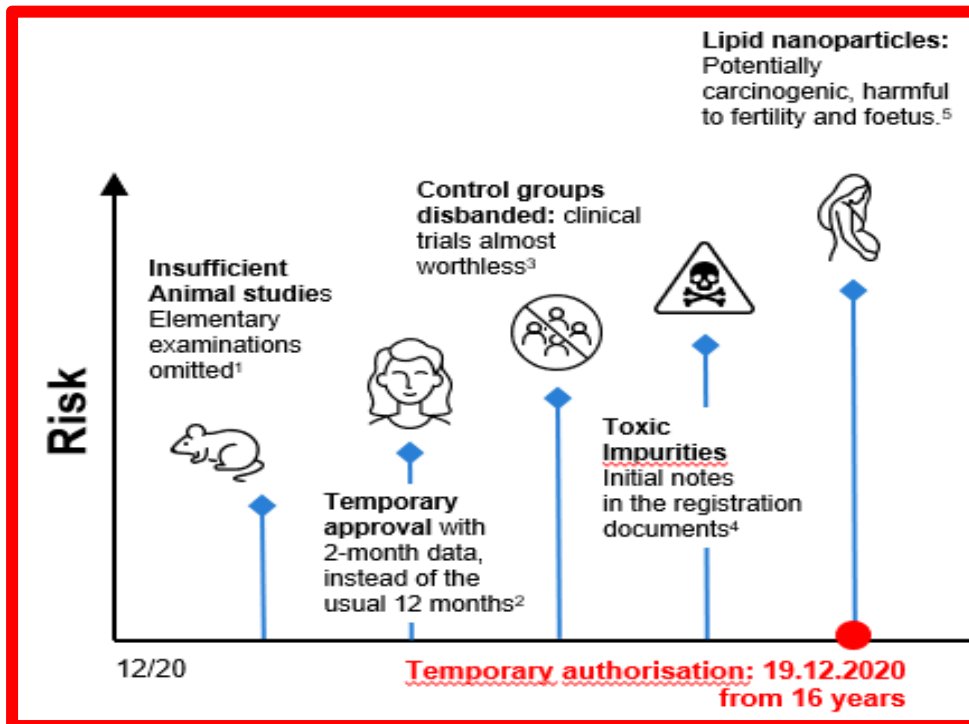 Lipid nanoparticles:
Potentially
carcinogenic, harmful
to fertility and foetus.⁵
Control groups
disbanded: clinical
trials almost
worthless³
Insufficient
Animal studies
Elementary
examinations
omitted¹
Risk
Toxic
Impurities
Initial notes
in the registration
documents⁴
Temporary
approval with
2-month data,
instead of the
usual 12 months²
12/20
Temporary authorisation: 19.12.2020
from 16 years